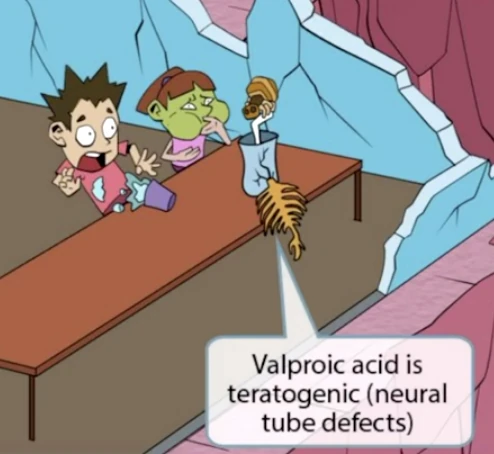 Valproic acid is
teratogenic (neural
tube defects)